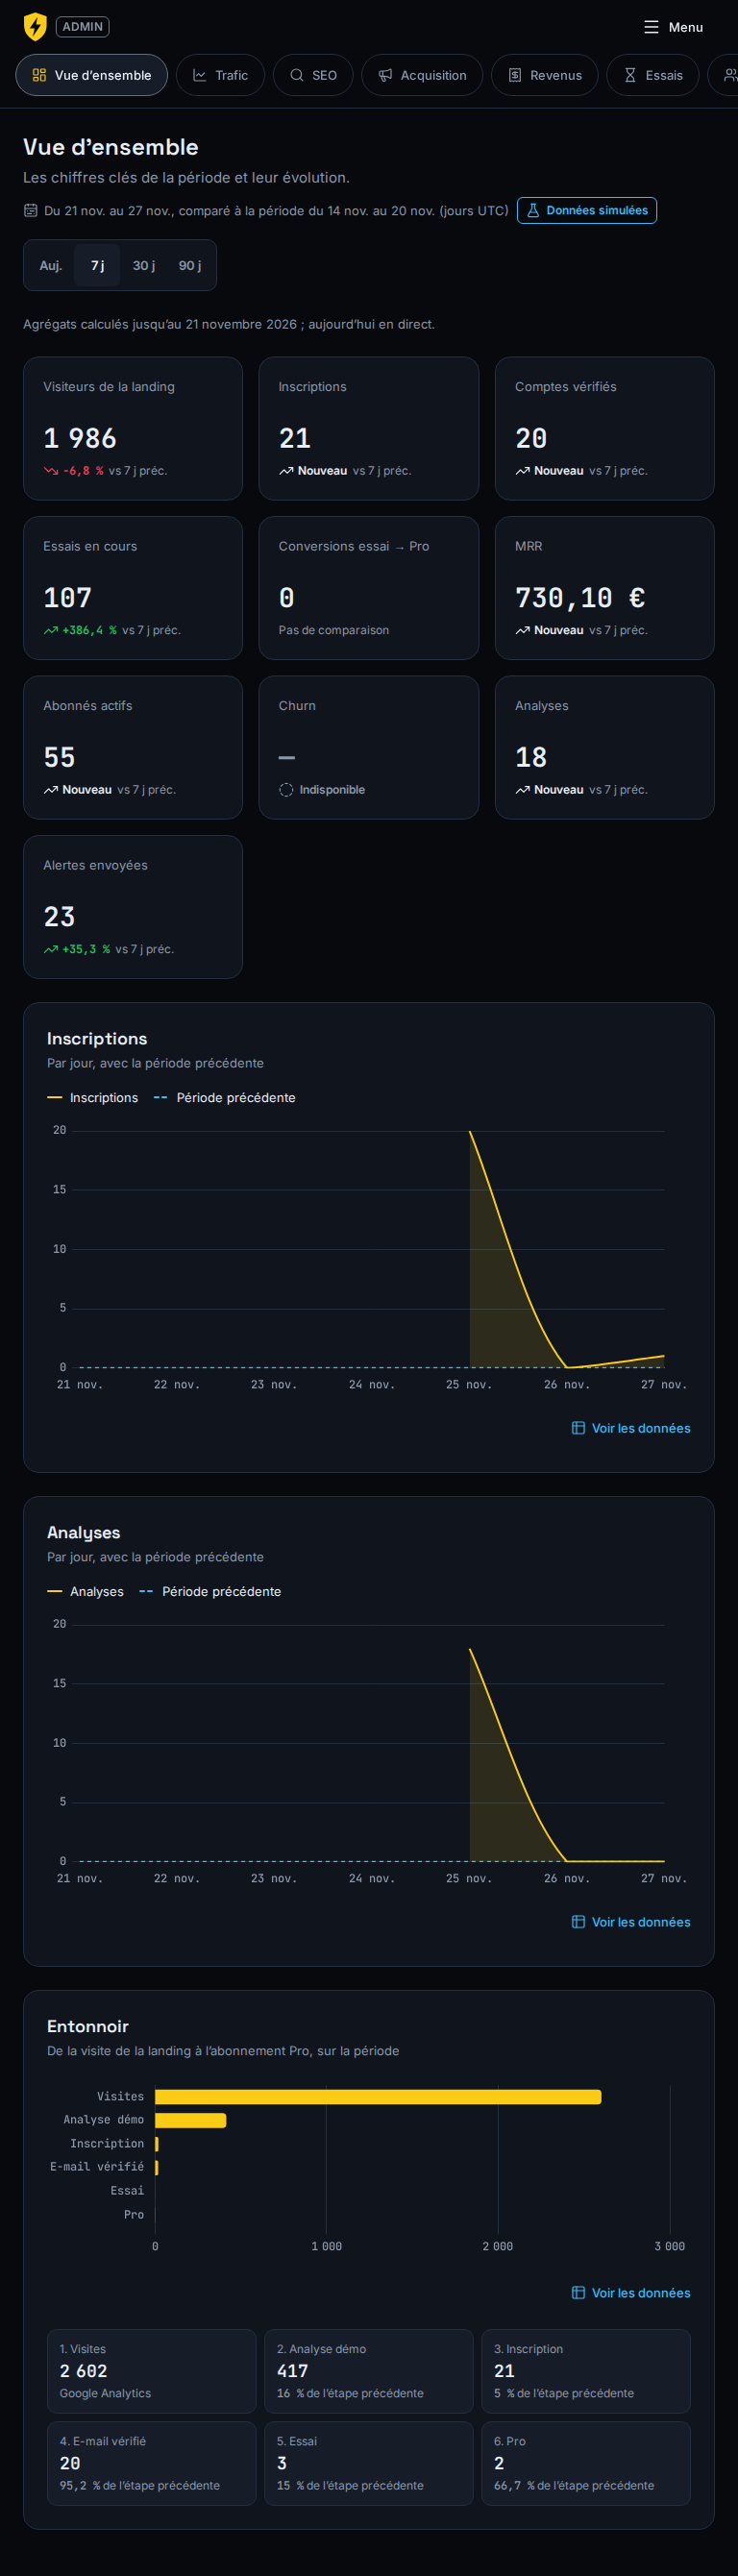 ADMIN
Menu
Vue d’ensemble
Trafic
SEO
Acquisition
Revenus
Essais
Vue d’ensemble
Les chiffres clés de la période et leur évolution.
Du 21 nov. au 27 nov., comparé à la période du 14 nov. au 20 nov. (jours UTC)
Données simulées
Auj.
7 j
30 j
90 j
Agrégats calculés jusqu’au 21 novembre 2026 ; aujourd’hui en direct.
Visiteurs de la landing
1 986
-6,8 % vs 7 j préc.
Inscriptions
21
Nouveau vs 7 j préc.
Comptes vérifiés
20
Nouveau vs 7 j préc.
Essais en cours
107
+386,4 % vs 7 j préc.
Conversions essai → Pro
0
Pas de comparaison
MRR
730,10 €
Nouveau vs 7 j préc.
Abonnés actifs
55
Nouveau vs 7 j préc.
Churn
—
Indisponible
Analyses
18
Nouveau vs 7 j préc.
Alertes envoyées
23
+35,3 % vs 7 j préc.
Inscriptions
Par jour, avec la période précédente
Inscriptions
Période précédente
20
15
10
5
0
21 nov.
22 nov.
23 nov.
24 nov.
25 nov.
26 nov.
27 nov.
Voir les données
Analyses
Par jour, avec la période précédente
Analyses
Période précédente
20
15
10
5
0
21 nov.
22 nov.
23 nov.
24 nov.
25 nov.
26 nov.
27 nov.
Voir les données
Entonnoir
De la visite de la landing à l’abonnement Pro, sur la période
Visites
Analyse démo
Inscription
E-mail vérifié
Essai
Pro
0
1 000
2 000
3 000
Voir les données
1. Visites
2 602
Google Analytics
2. Analyse démo
417
16 % de l’étape précédente
3. Inscription
21
5 % de l’étape précédente
4. E-mail vérifié
20
95,2 % de l’étape précédente
5. Essai
3
15 % de l’étape précédente
6. Pro
2
66,7 % de l’étape précédente